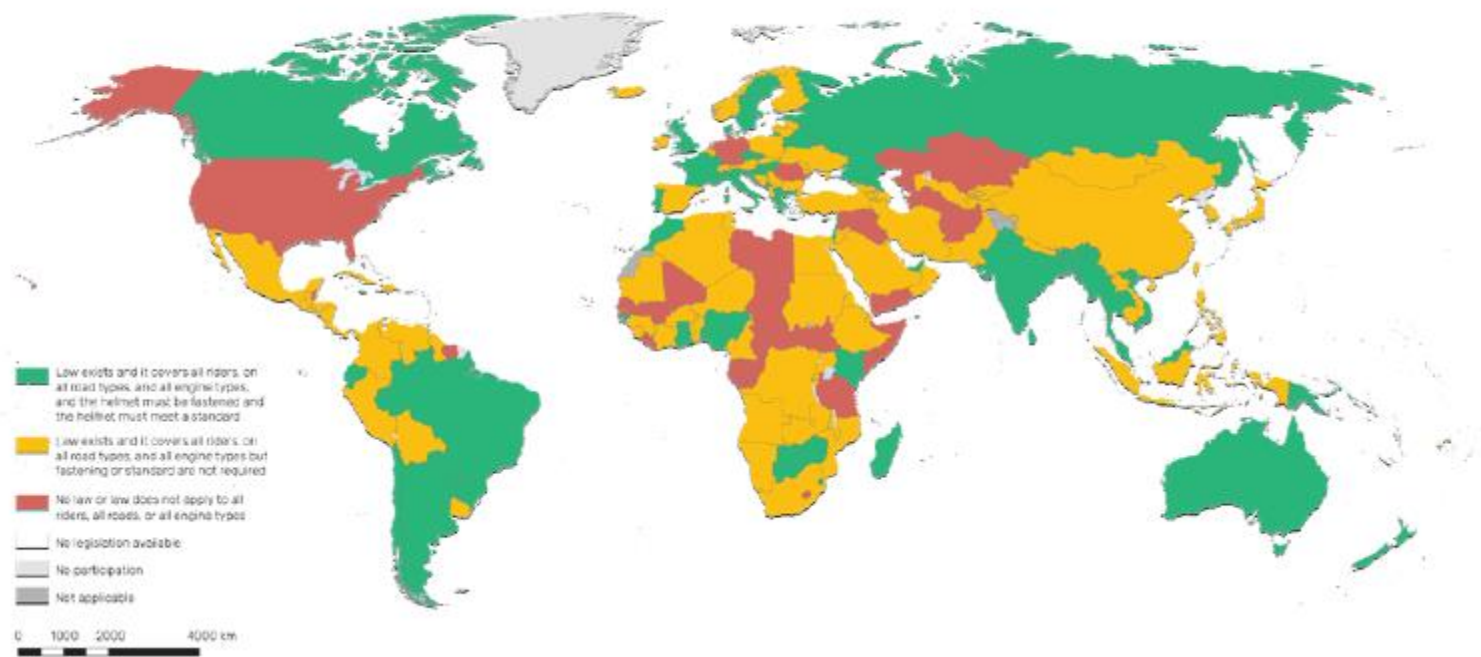 Law exists and it covers all riders, on
all road types, and all engine types,
and the helmet must be fastened and
the helmet must meet a standard
Law exists and it covers all riders, on
all road types, and all engine types but
fastening or standard are not required
No law or law does not apply to all
riders, all roads, or all engine types
No legislation available
No participation
Not applicable
0 1000 2000 4000 km